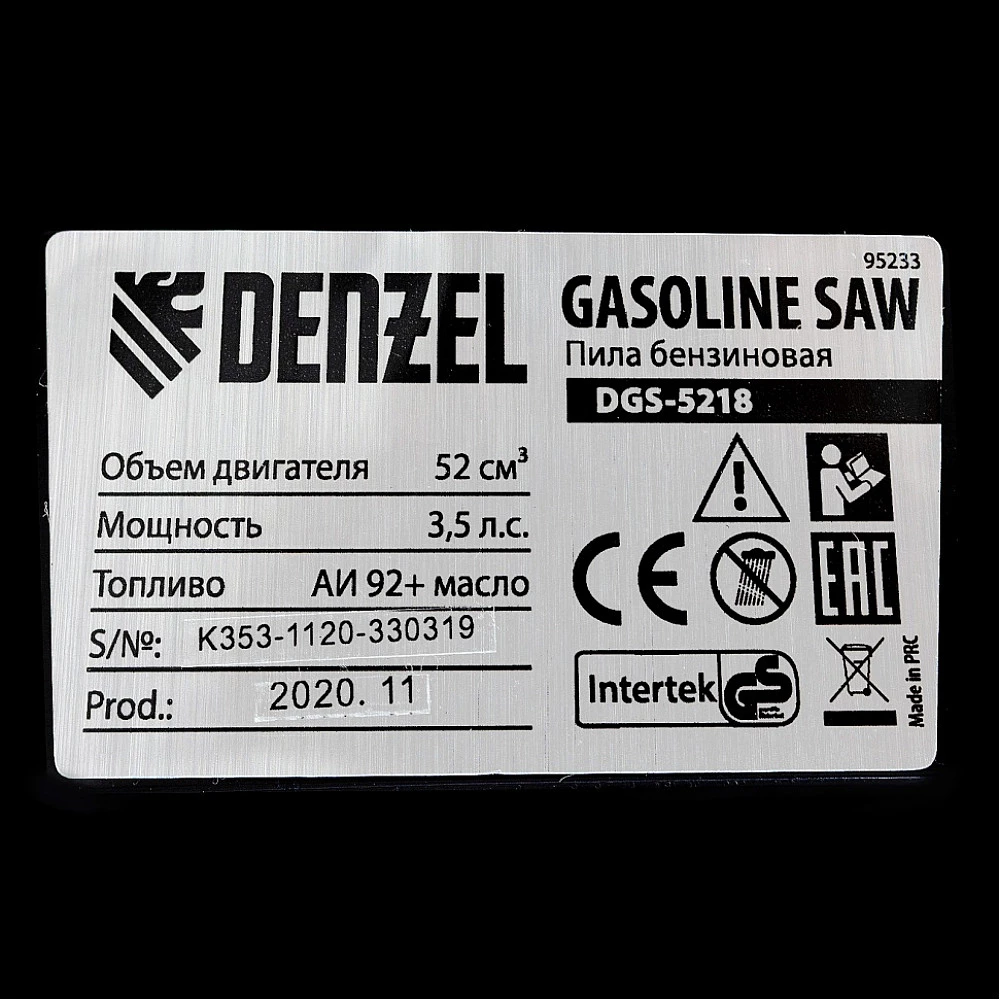 DENZEL
Объем двигателя 52 см³
Мощность 3,5 л.с.
Топливо АИ 92+ масло
S/№: K353-1120-330319
Prod.: 2020. 11
95233
GASOLINE SAW
Пила бензиновая
DGS-5218
CE
EAC
Intertek GS
Made in PRC